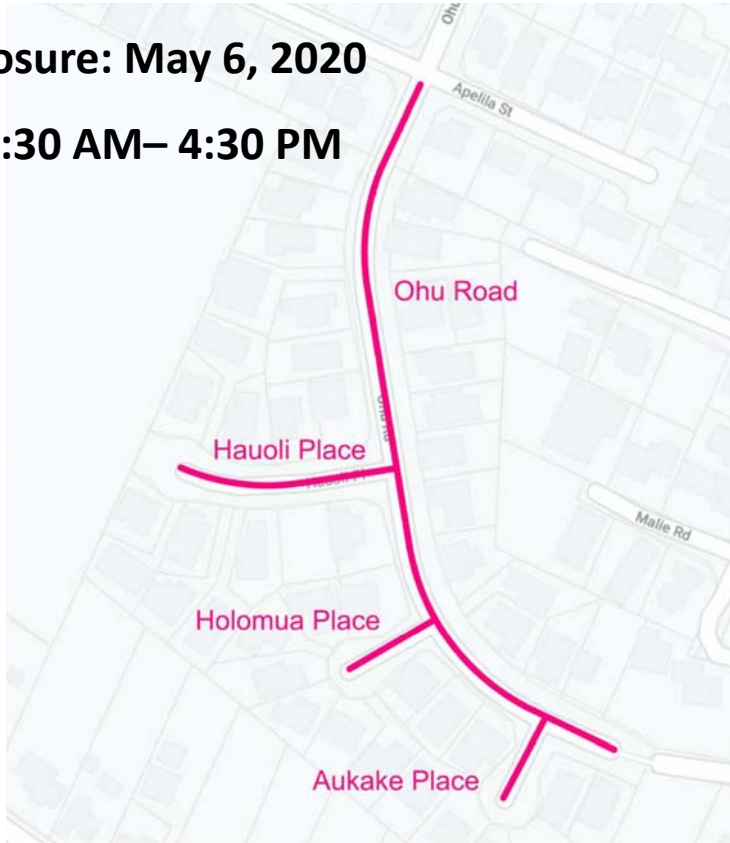 osure: May 6, 2020
:30 AM– 4:30 PM
Ohu
Apelila St
Ohu Road
Hauoli Place
Holomua Place
Malie Rd
Aukake Place